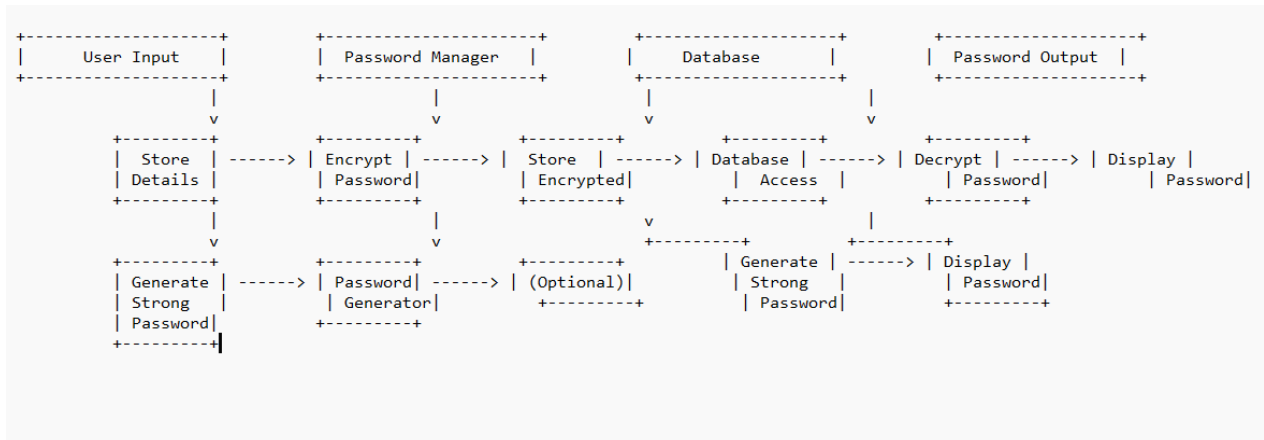 +--------------------+         +----------------------+         +--------------------+         +--------------------+
|      User Input    |         |  Password Manager   |         |     Database       |         |  Password Output  |
+--------------------+         +----------------------+         +--------------------+         +--------------------+
                    |                      |                     |                      |
                    v                      v                     v                      v
          +---------+          +---------+          +---------+          +---------+          +---------+
          |  Store  | ------> | Encrypt | ------> |  Store  | ------> | Database | ------> | Decrypt | ------> | Display |
          | Details |          | Password|          | Encrypted|          |  Access  |          | Password|          | Password|
          +---------+          +---------+          +---------+          +---------+          +---------+
                    |                      |                     v                      |
                    v                      v                     +---------+          +---------+
          +---------+          +---------+          +---------+          | Generate | ------> | Display |
          | Generate | ------> | Password| ------> | (Optional)|          | Strong   |          | Password|
          | Strong   |          | Generator|          +---------+          | Password|          +---------+
          | Password|          +---------+
          +---------+